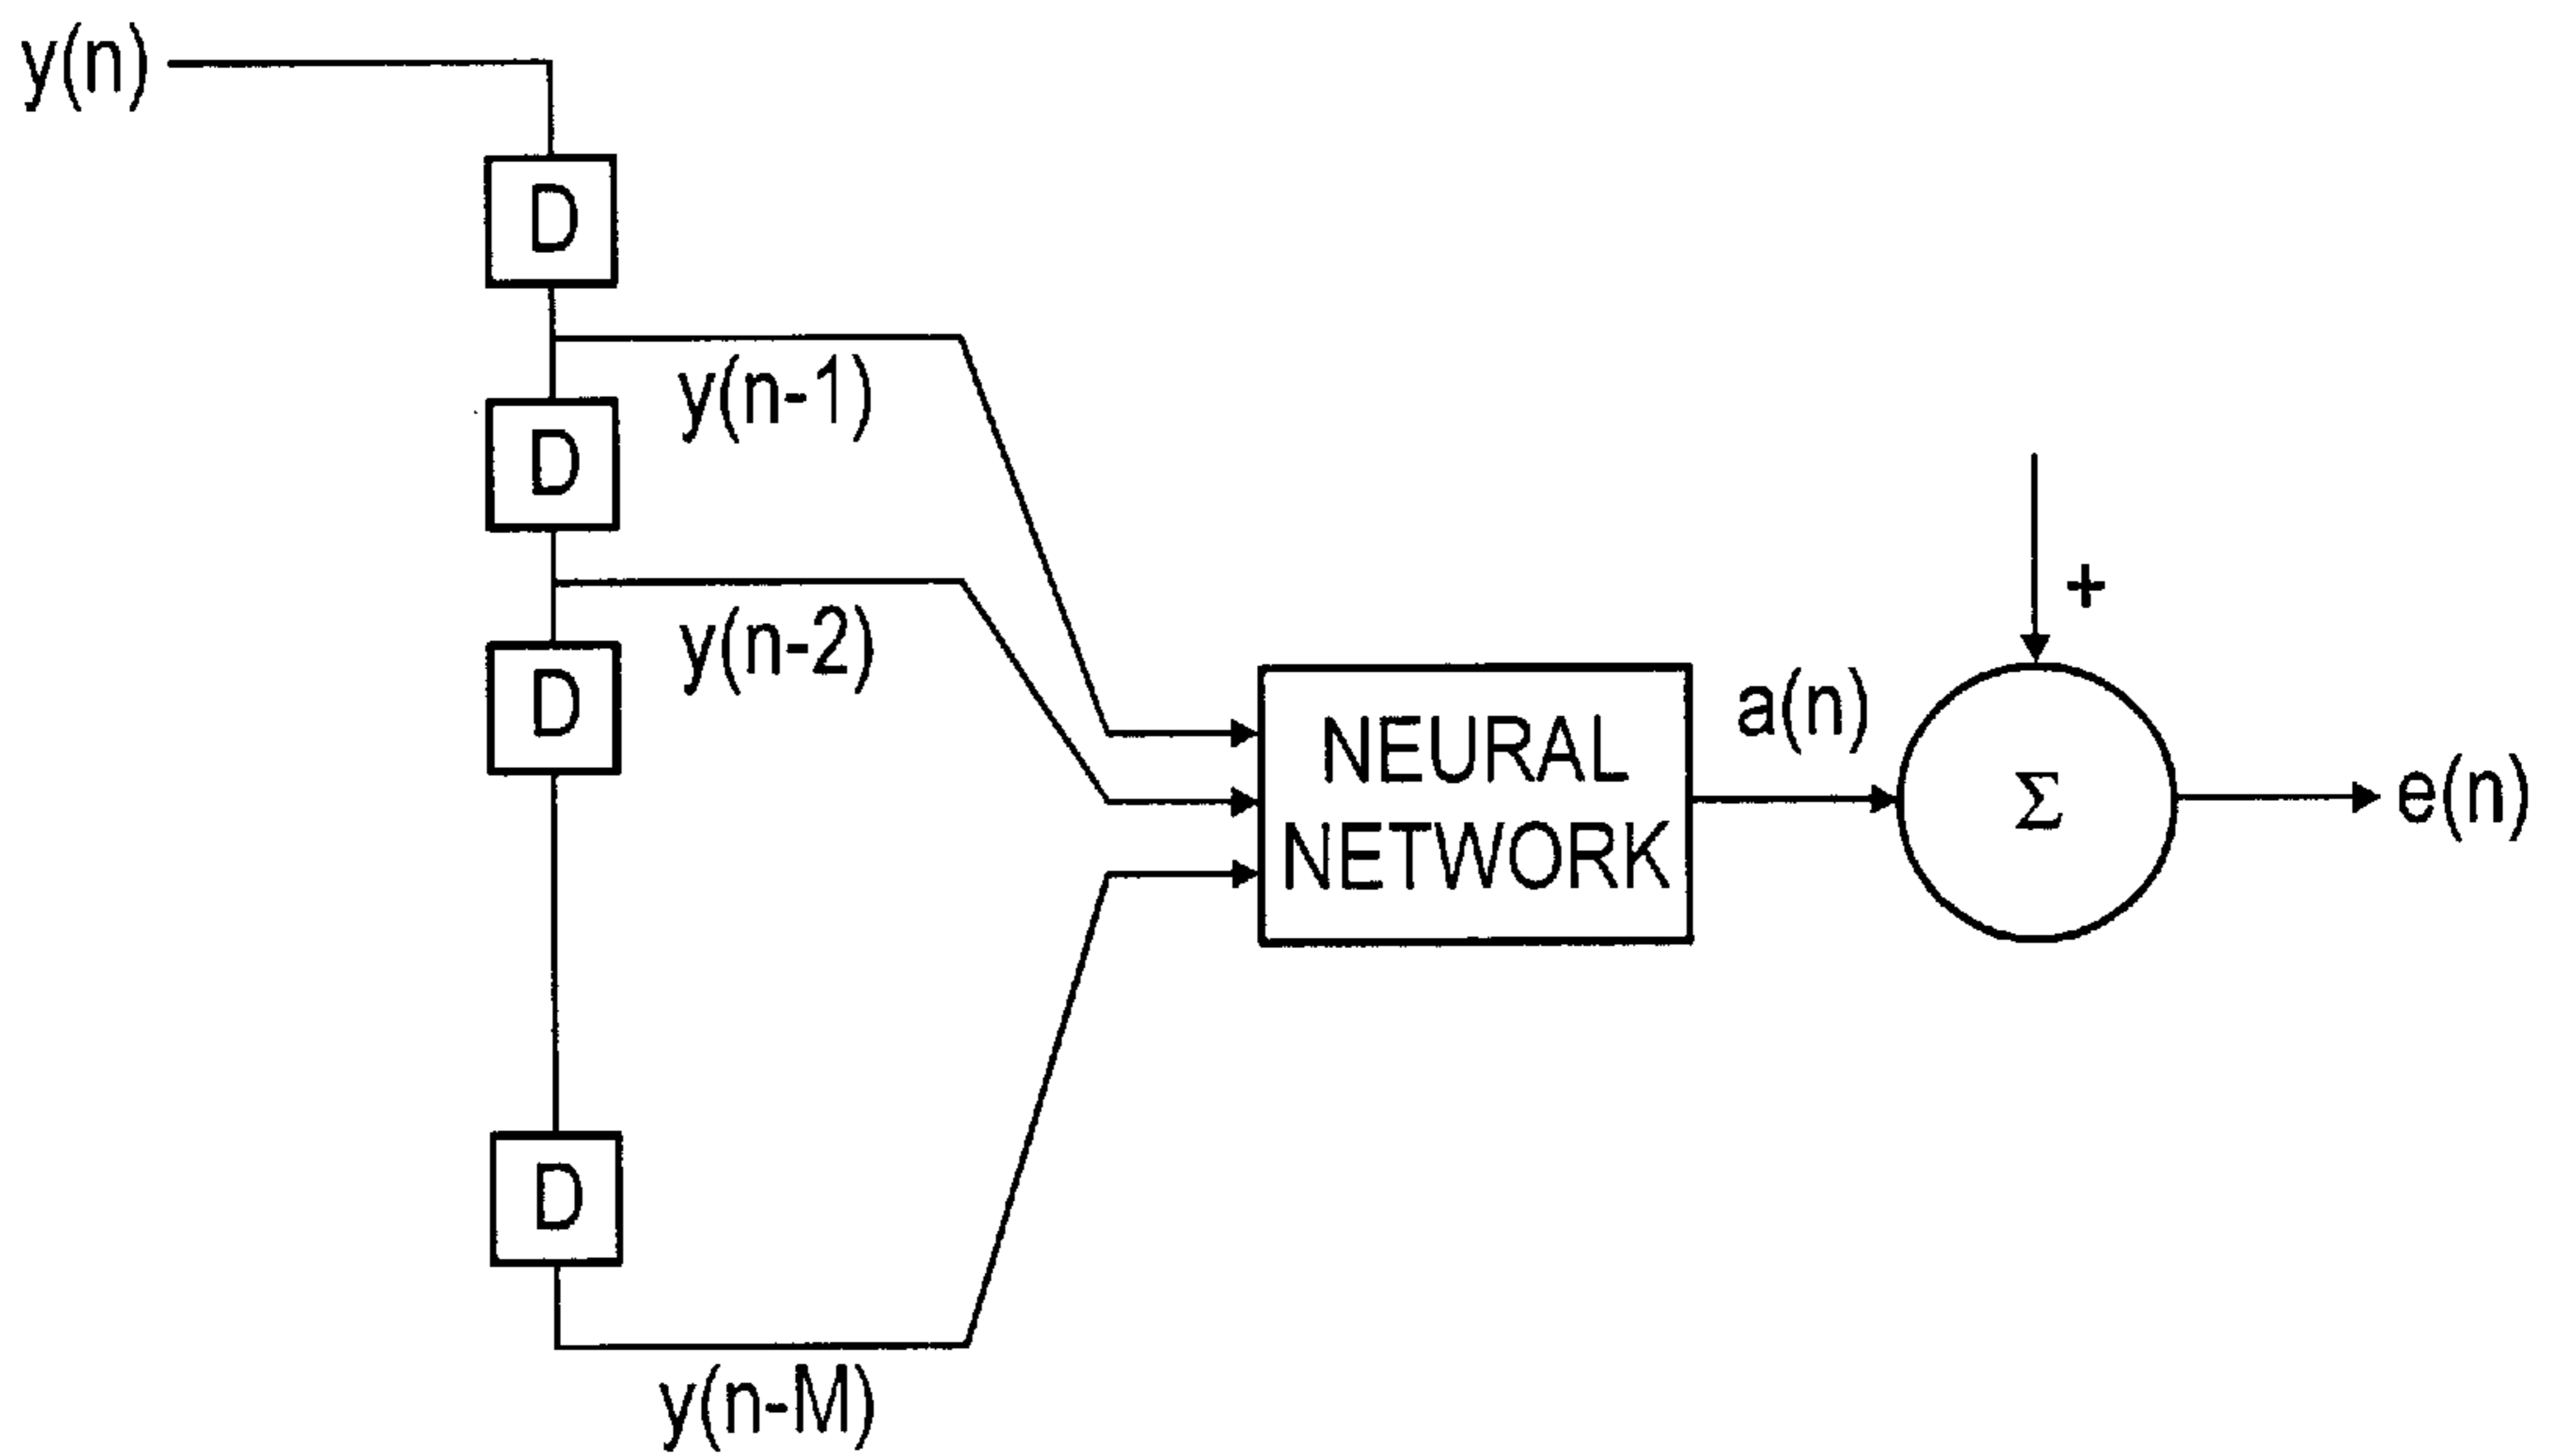 y(n)
D
y(n-1)
D
y(n-2)
D
D
y(n-M)
NEURAL
NETWORK
a(n)
+
Σ
e(n)